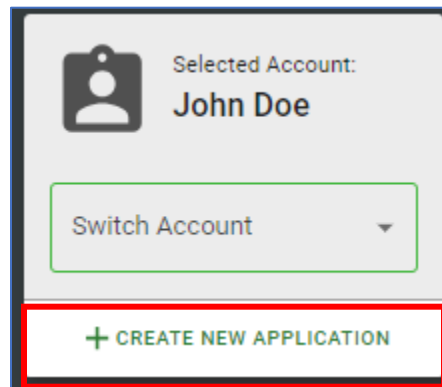 Selected Account:
John Doe
Switch Account
+ CREATE NEW APPLICATION